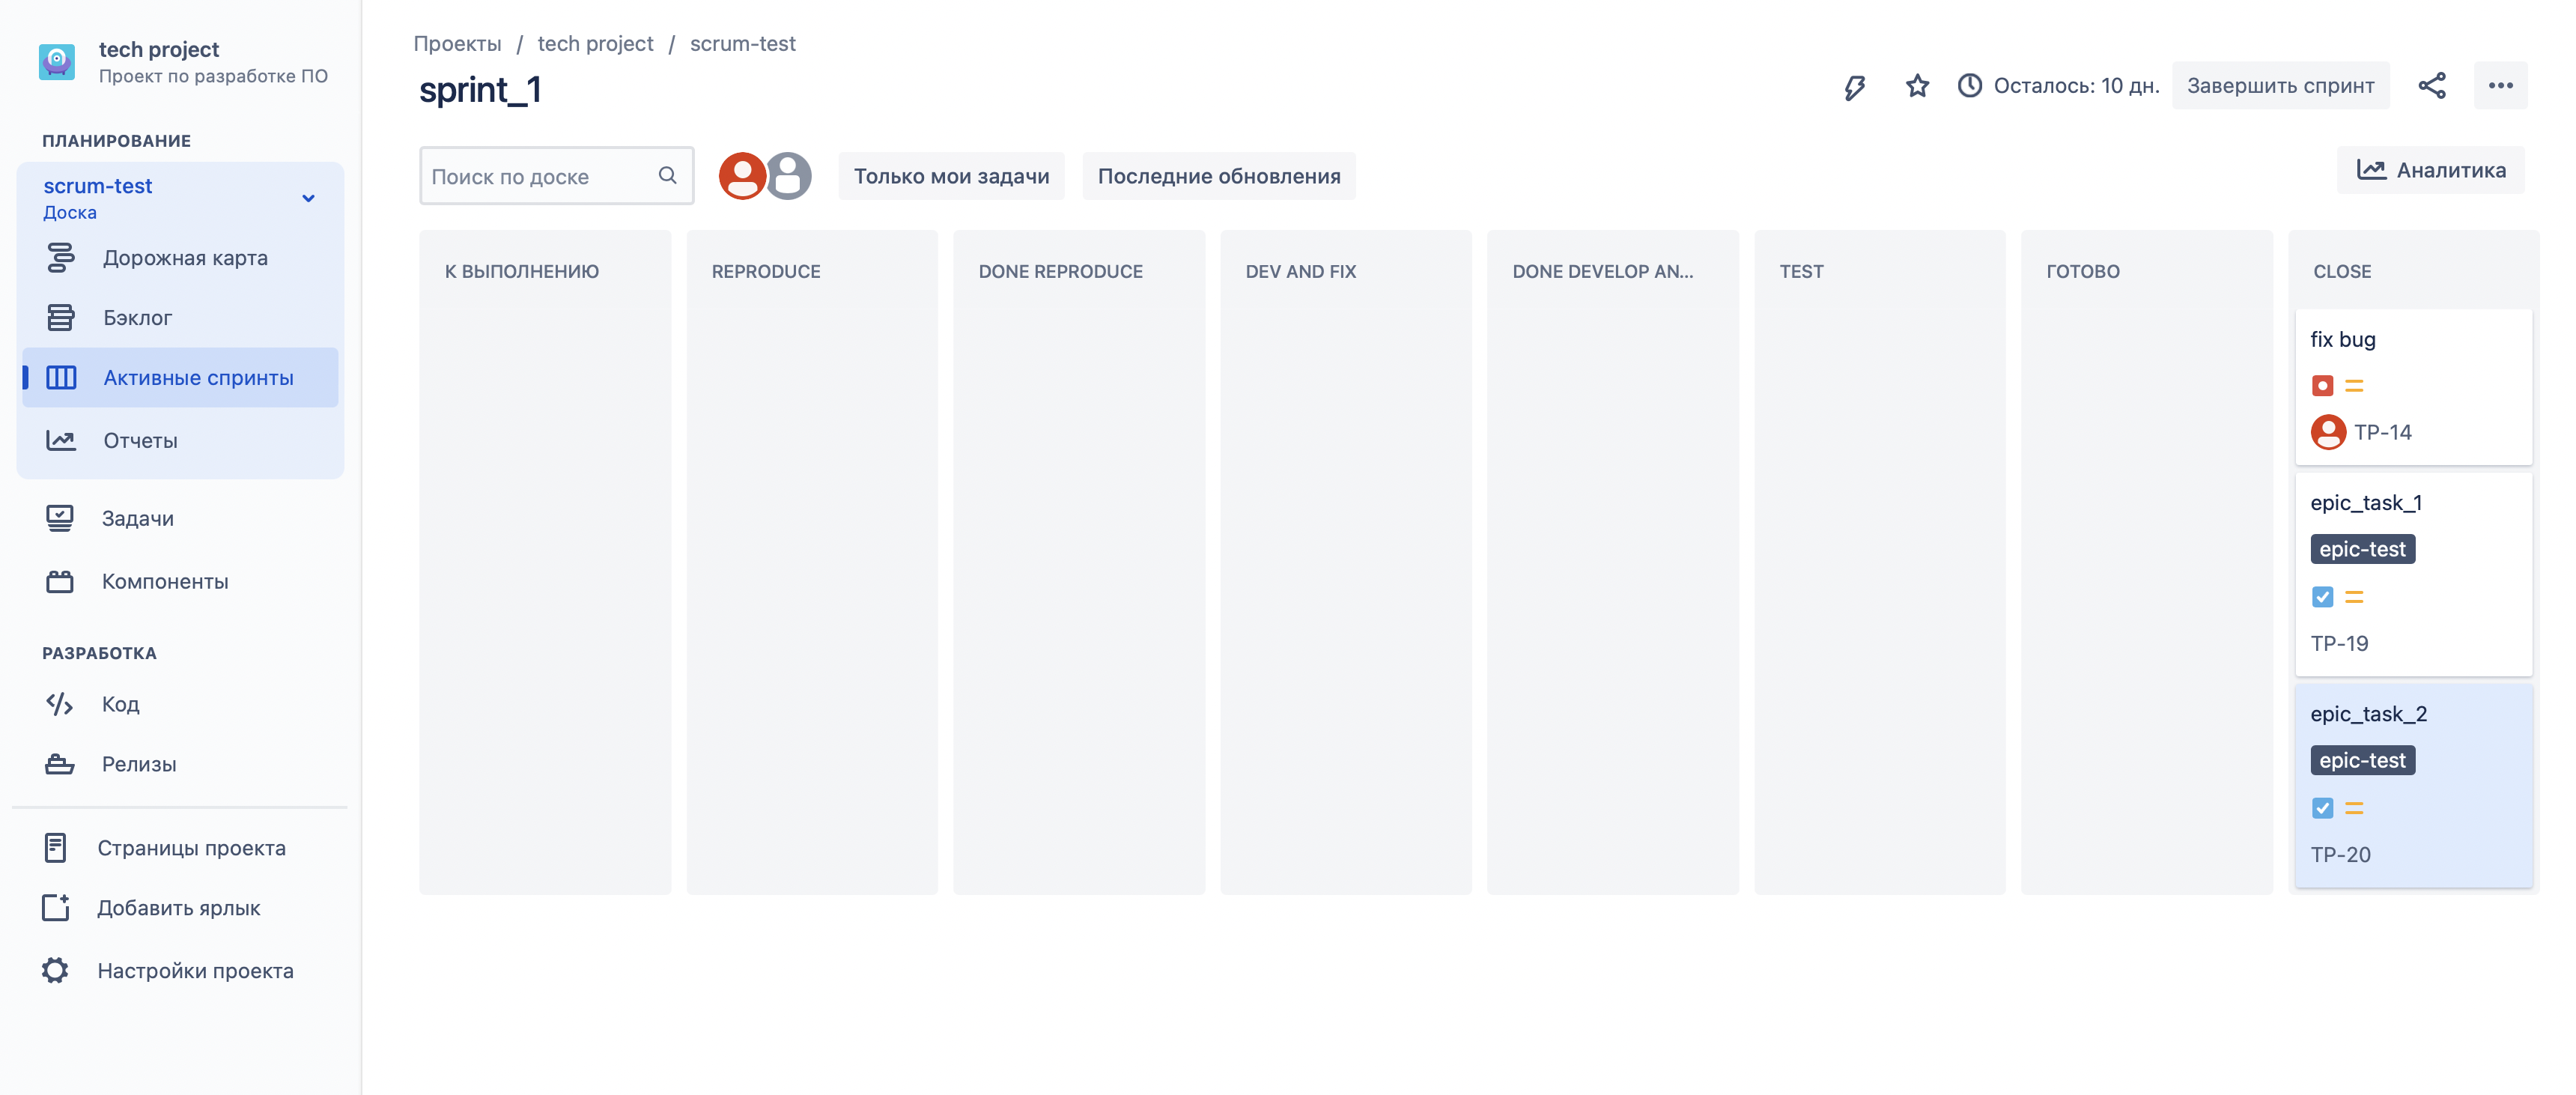 tech project
Проект по разработке ПО
ПЛАНИРОВАНИЕ
scrum-test
Доска
Дорожная карта
Бэклог
Активные спринты
Отчеты
Задачи
Компоненты
РАЗРАБОТКА
Код
Релизы
Страницы проекта
Добавить ярлык
Настройки проекта
Проекты / tech project / scrum-test
sprint_1
Осталось: 10 дн.
Завершить спринт
Поиск по доске
Только мои задачи
Последние обновления
Аналитика
К ВЫПОЛНЕНИЮ
REPRODUCE
DONE REPRODUCE
DEV AND FIX
DONE DEVELOP AN...
TEST
ГОТОВО
CLOSE
fix bug
TP-14
epic_task_1
epic-test
TP-19
epic_task_2
epic-test
TP-20